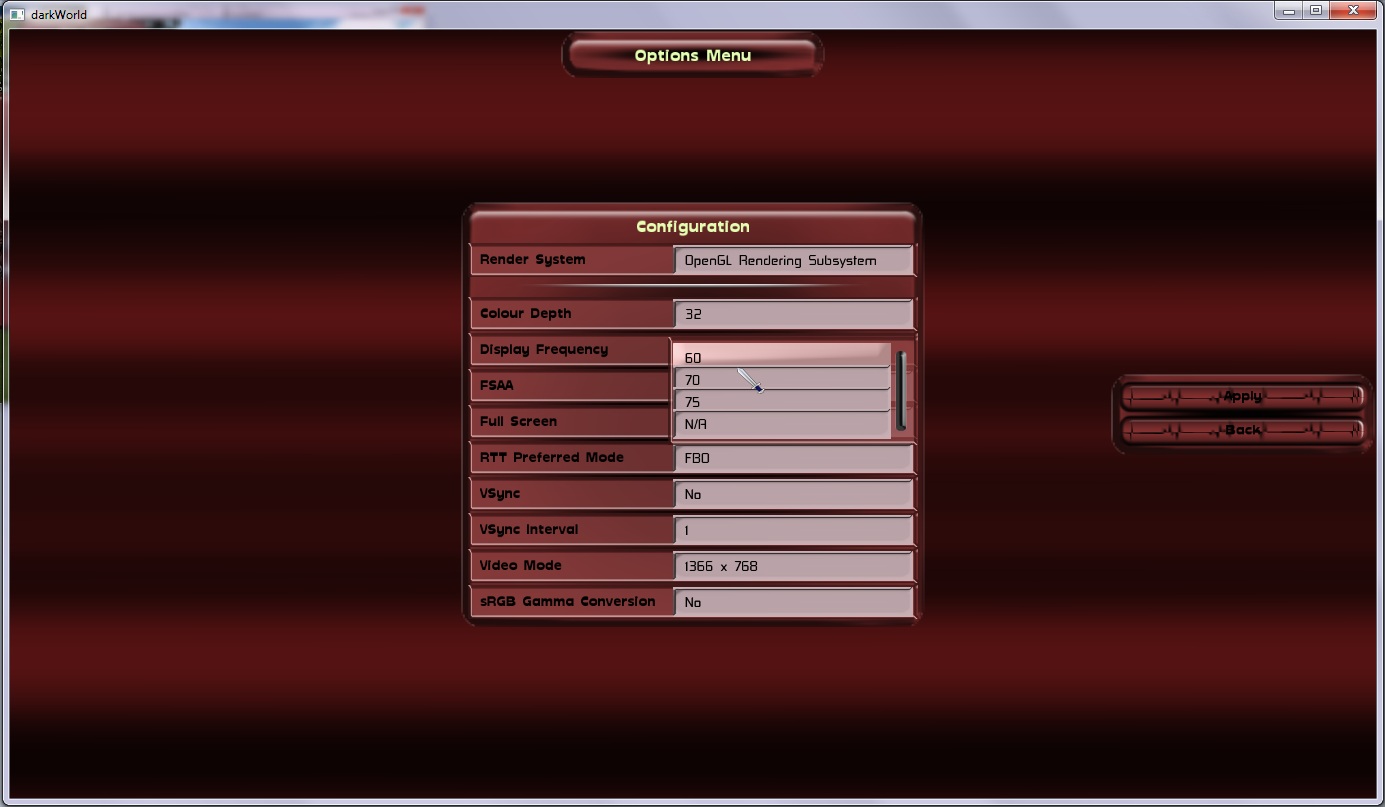 darkWorld
Options Menu
Configuration
Render System OpenGL Rendering Subsystem
Colour Depth 32
Display Frequency 60
70
FSAA
75
Full Screen N/A
RTT Preferred Mode FBO
VSync No
VSync Interval 1
Video Mode 1366 x 768
sRGB Gamma Conversion No
Apply
Back